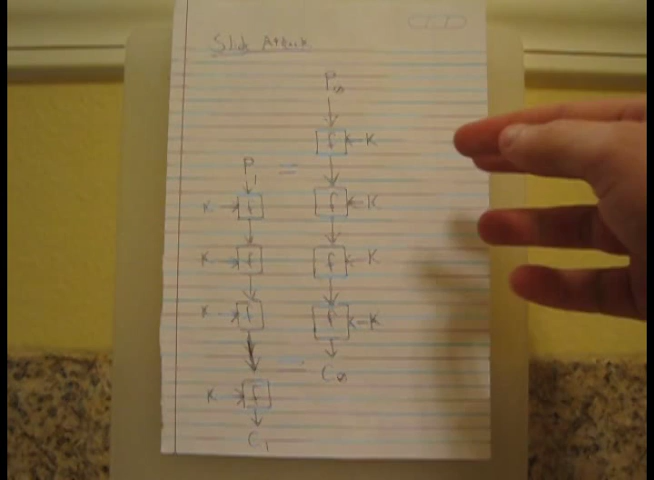 Slide Attack
P₀
f K
P₁
K f
f K
K f
f K
K f
f K
C₀
K f
C₁